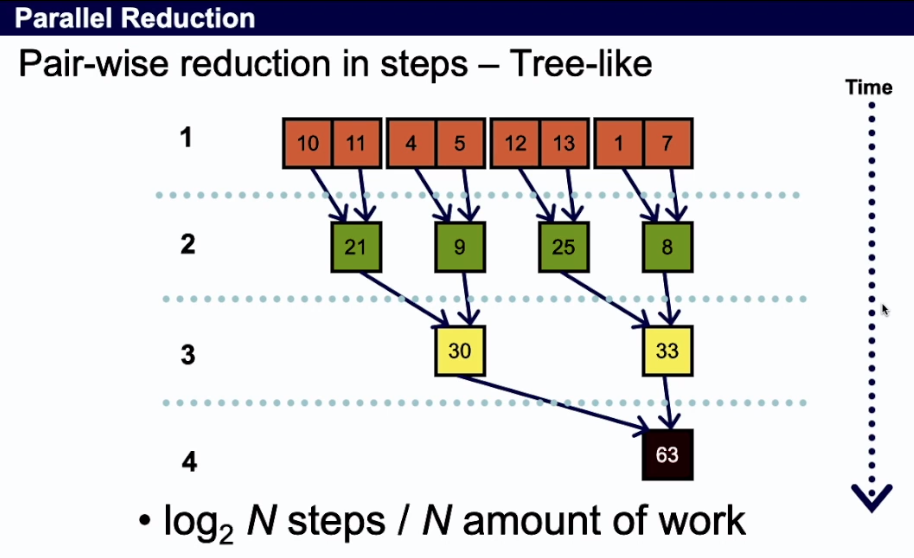 Parallel Reduction
Pair-wise reduction in steps – Tree-like
Time
1
10 11 4 5 12 13 1 7
2
21 9 25 8
3
30 33
4
63
• log₂ N steps / N amount of work